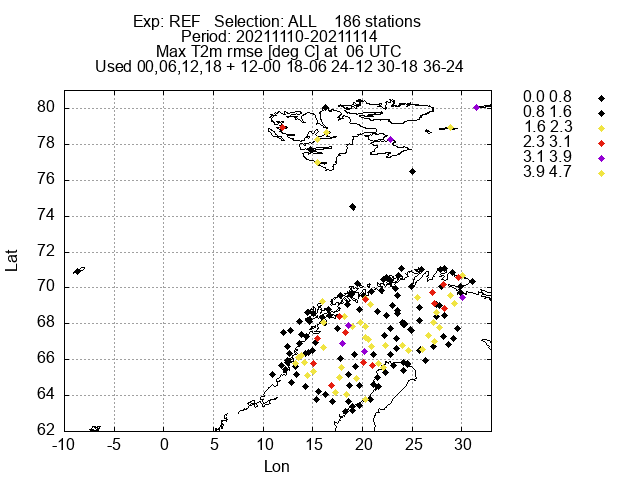 Exp: REF Selection: ALL 186 stations
Period: 20211110-20211114
Max T2m rmse [deg C] at 06 UTC
Used 00,06,12,18 + 12-00 18-06 24-12 30-18 36-24
0.0 0.8
0.8 1.6
1.6 2.3
2.3 3.1
3.1 3.9
3.9 4.7
80
78
76
74
72
70
68
66
64
62
Lat
-10 -5 0 5 10 15 20 25 30
Lon